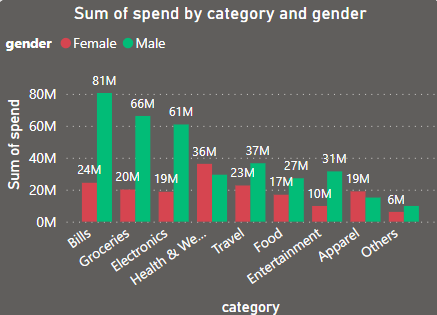 Sum of spend by category and gender
gender Female Male
Sum of spend
80M
60M
40M
20M
0M
24M
81M
20M
66M
19M
61M
36M
23M
37M
17M
27M
10M
31M
19M
6M
Bills
Groceries
Electronics
Health & We...
Travel
Food
Entertainment
Apparel
Others
category